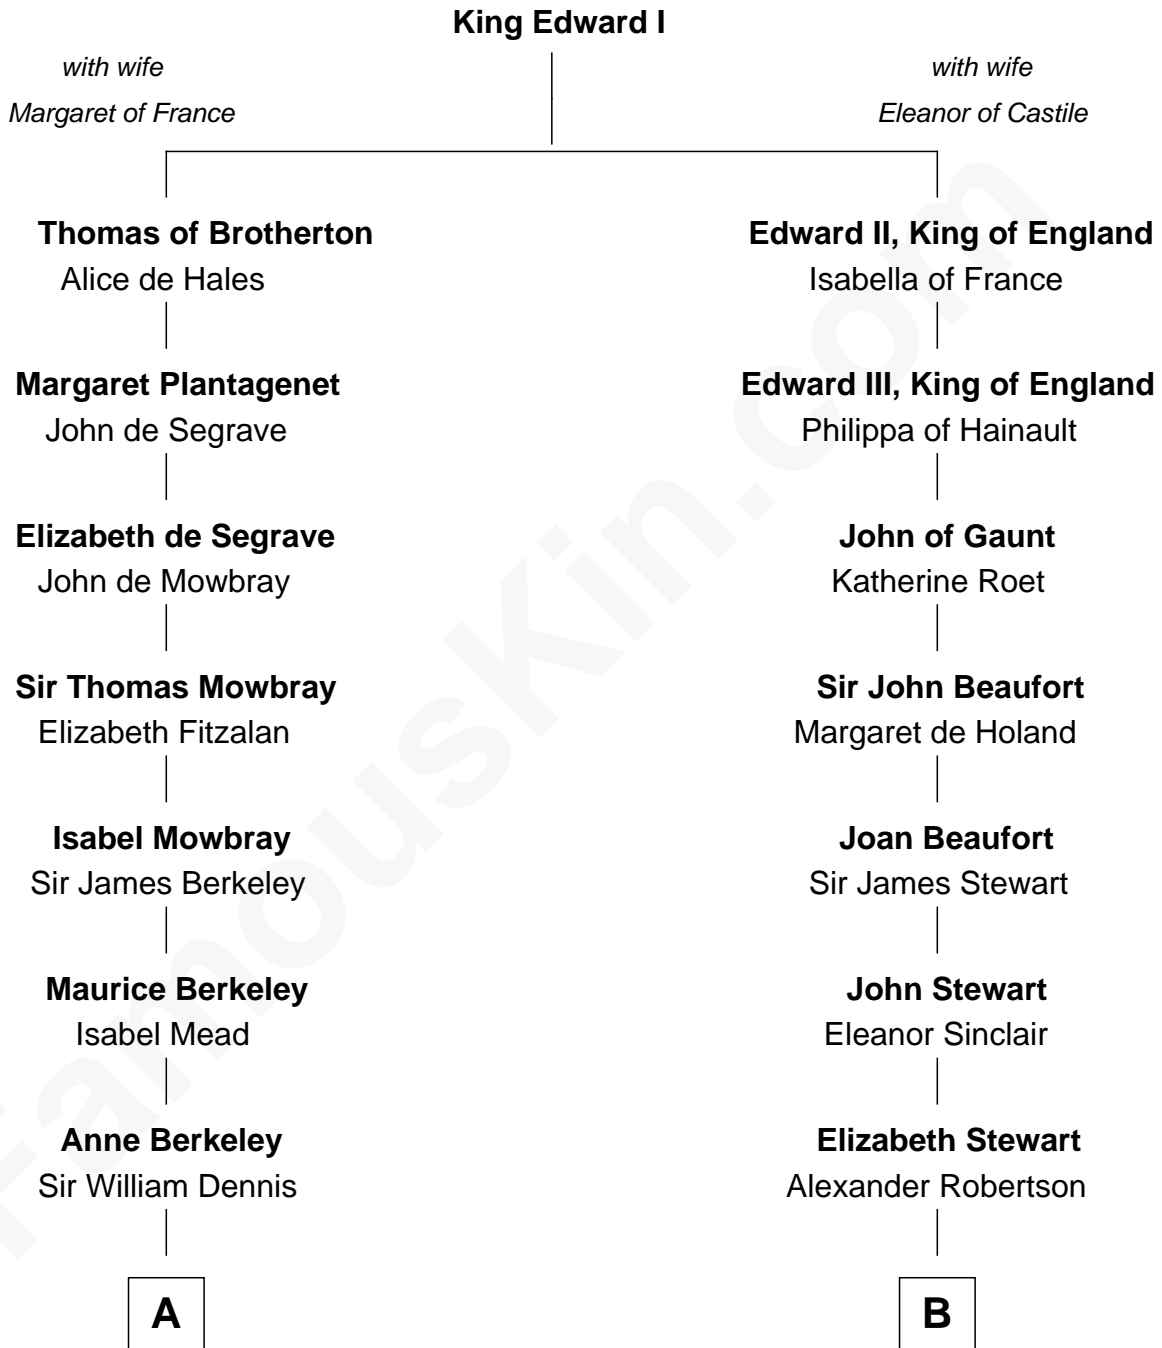 King Edward I
with wife
Margaret of France
with wife
Eleanor of Castile
Thomas of Brotherton
Alice de Hales
Edward II, King of England
Isabella of France
Margaret Plantagenet
John de Segrave
Edward III, King of England
Philippa of Hainault
Elizabeth de Segrave
John de Mowbray
John of Gaunt
Katherine Roet
Sir Thomas Mowbray
Elizabeth Fitzalan
Sir John Beaufort
Margaret de Holand
Isabel Mowbray
Sir James Berkeley
Joan Beaufort
Sir James Stewart
Maurice Berkeley
Isabel Mead
John Stewart
Eleanor Sinclair
Anne Berkeley
Sir William Dennis
Elizabeth Stewart
Alexander Robertson
A
B
FamousKin.com